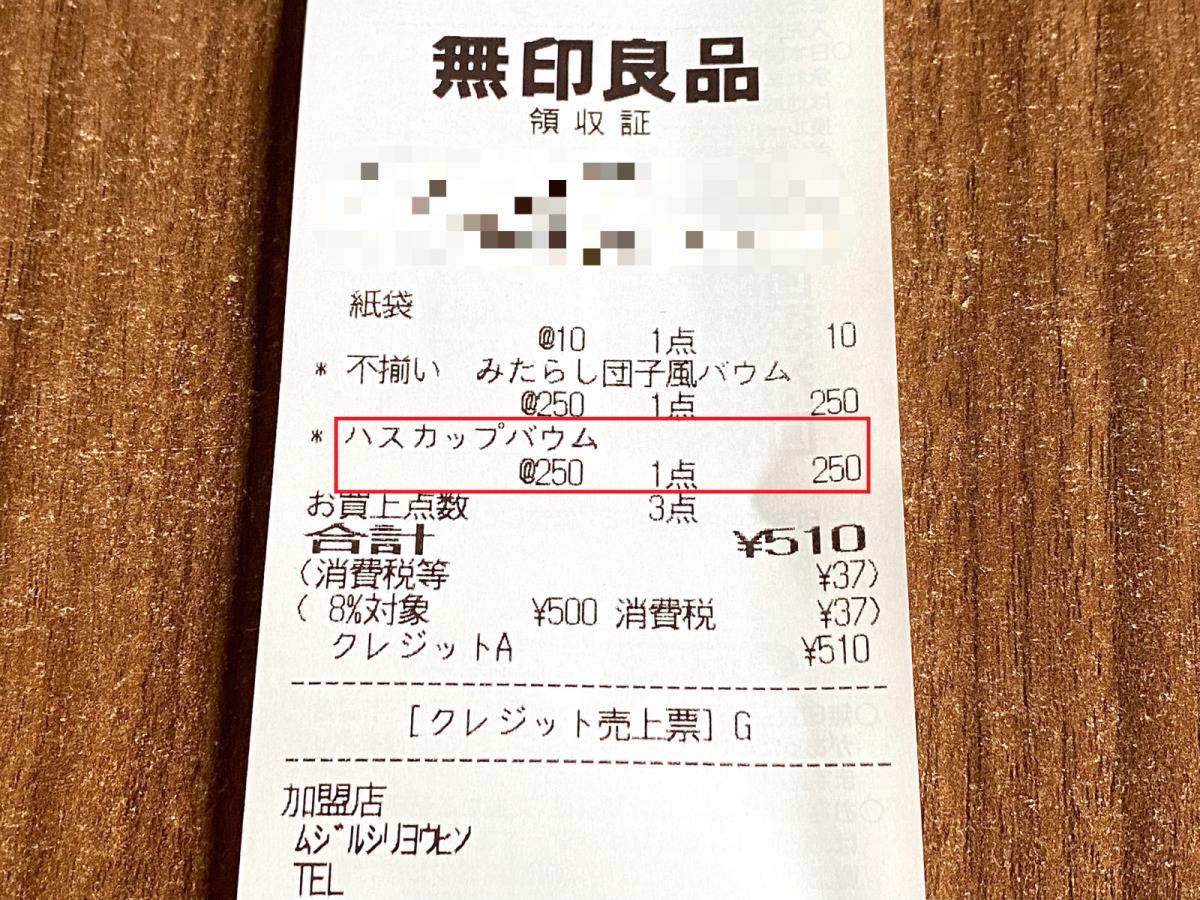 無印良品
領収証
紙袋
@10 1点 10
* 不揃い みたらし団子風バウム
@250 1点 250
* ハスカップバウム
@250 1点 250
お買上点数 3点
合計 ¥510
(消費税等 ¥37)
( 8%対象 ¥500 消費税 ¥37)
クレジットA ¥510
[クレジット売上票] G
加盟店
ムジルシリヨウヒン
TEL